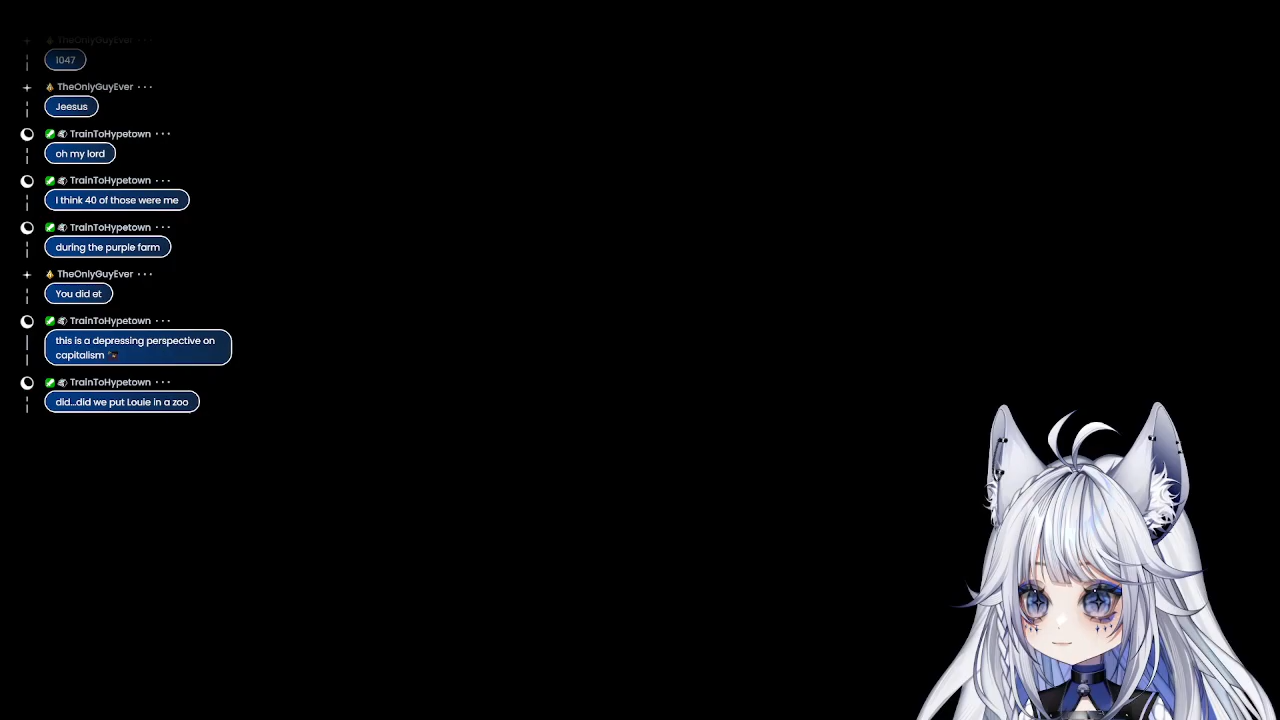 TheOnlyGuyEver ...
1047
TheOnlyGuyEver ...
Jeesus
TrainToHypetown ...
oh my lord
TrainToHypetown ...
I think 40 of those were me
TrainToHypetown ...
during the purple farm
TheOnlyGuyEver ...
You did et
TrainToHypetown ...
this is a depressing perspective on
capitalism
TrainToHypetown ...
did...did we put Louie in a zoo